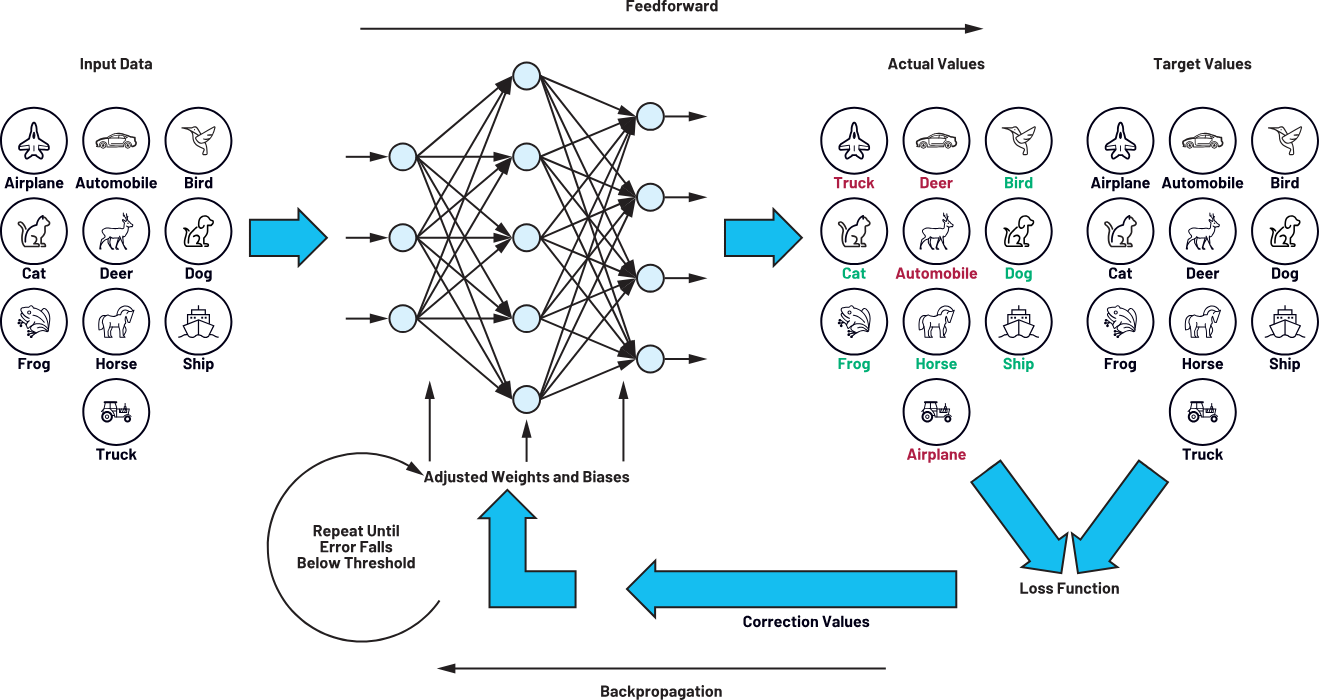 Feedforward
Input Data
Actual Values
Target Values
Airplane Automobile Bird
Truck Deer Bird
Airplane Automobile Bird
Cat Deer Dog
Cat Automobile Dog
Cat Deer Dog
Frog Horse Ship
Frog Horse Ship
Frog Horse Ship
Truck
Airplane
Truck
Adjusted Weights and Biases
Repeat Until
Error Falls
Below Threshold
Loss Function
Correction Values
Backpropagation